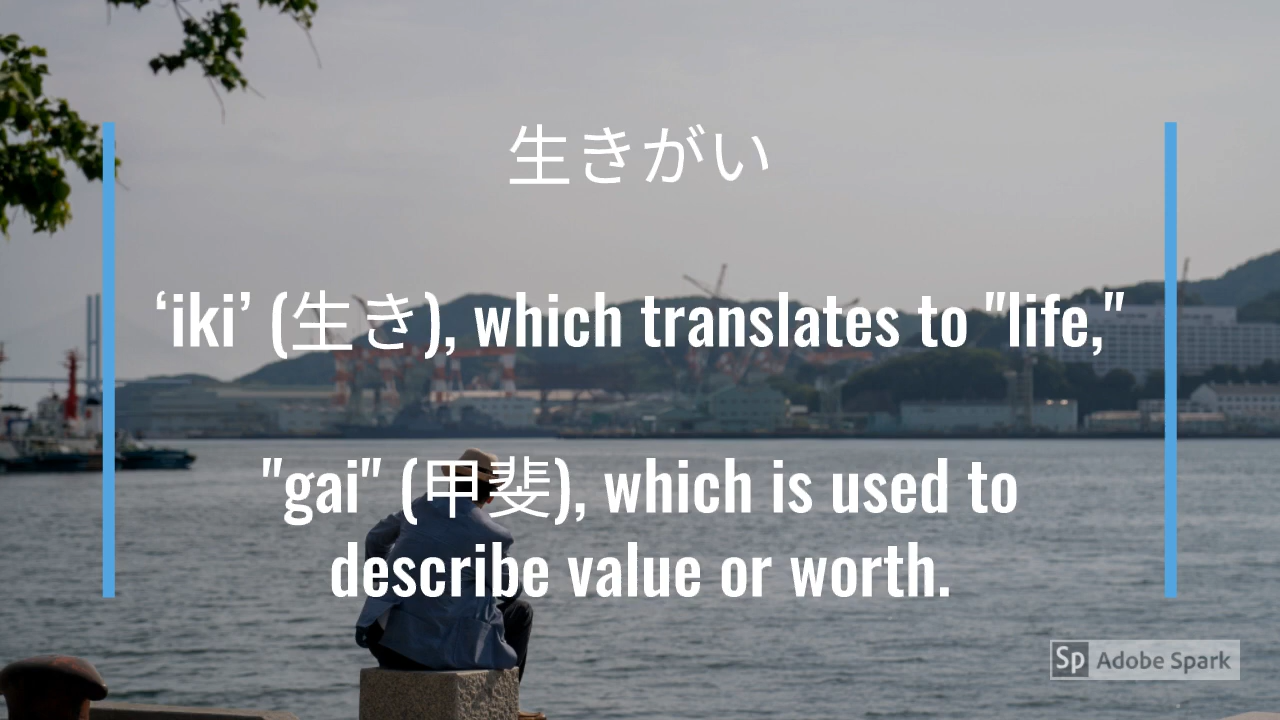 生きがい
‘iki’ (生き), which translates to "life,"
"gai" (甲斐), which is used to
describe value or worth.
Sp Adobe Spark